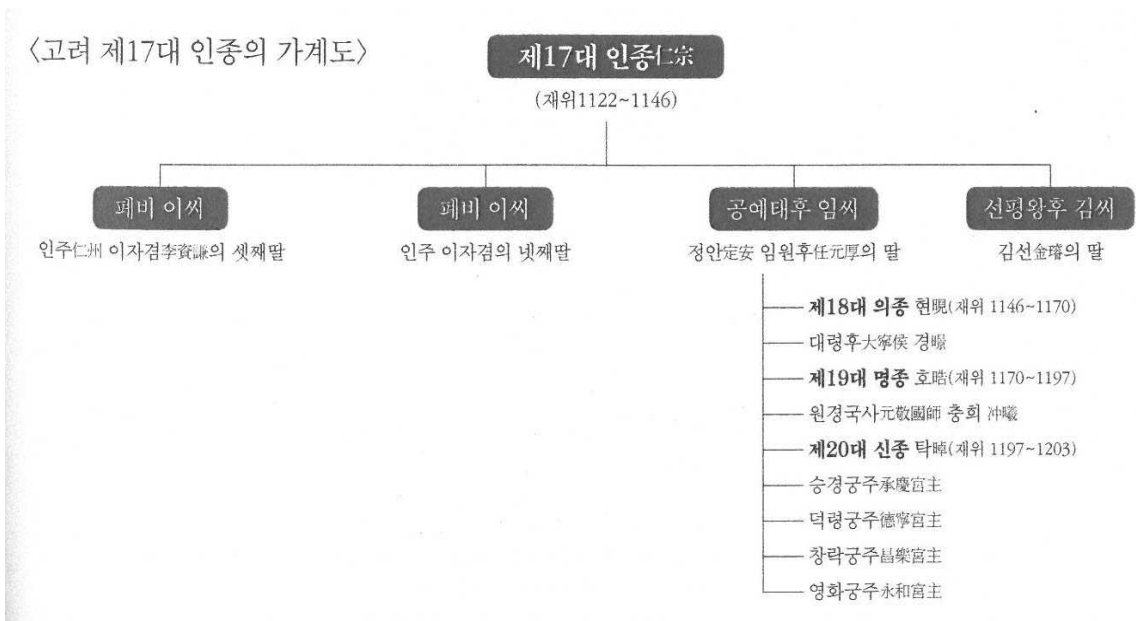 〈고려 제17대 인종의 가계도〉
제17대 인종仁宗
(재위1122~1146)
폐비 이씨
폐비 이씨
공예태후 임씨
선평왕후 김씨
인주仁州 이자겸李資謙의 셋째딸
인주 이자겸의 넷째딸
정안定安 임원후任元厚의 딸
김선金璿의 딸
제18대 의종 현晛(재위 1146~1170)
대령후大寧侯 경暻
제19대 명종 호晧(재위 1170~1197)
원경국사元敬國師 충희 冲曦
제20대 신종 탁晫(재위 1197~1203)
승경궁주承慶宮主
덕령궁주德寧宮主
창락궁주昌樂宮主
영화궁주永和宮主